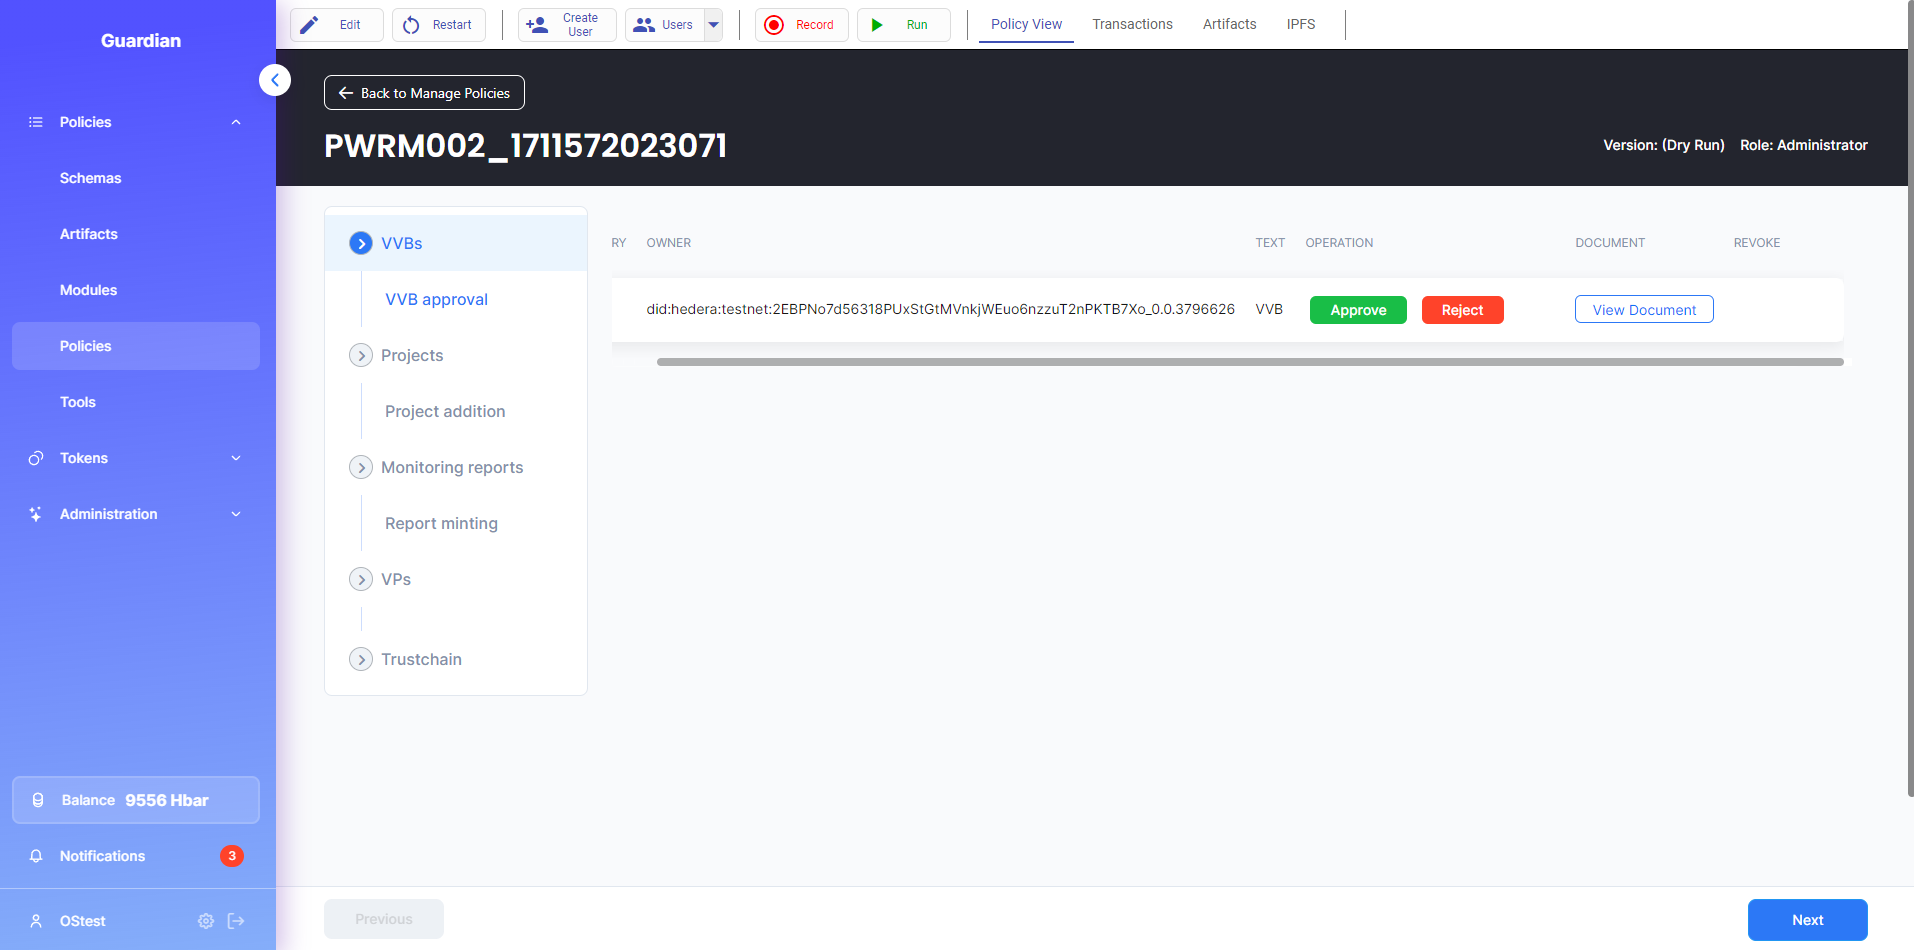 Guardian
Policies
Schemas
Artifacts
Modules
Policies
Tools
Tokens
Administration
Balance 9556 Hbar
Notifications 3
OStest
Edit
Restart
Create
User
Users
Record
Run
Policy View
Transactions
Artifacts
IPFS
Back to Manage Policies
PWRM002_1711572023071
Version: (Dry Run) Role: Administrator
VVBs
VVB approval
Projects
Project addition
Monitoring reports
Report minting
VPs
Trustchain
RY OWNER TEXT OPERATION DOCUMENT REVOKE
did:hedera:testnet:2EBPNo7d56318PUxStGtMVnkjWEuo6nzzuT2nPKTB7Xo_0.0.3796626 VVB Approve Reject View Document
Previous
Next